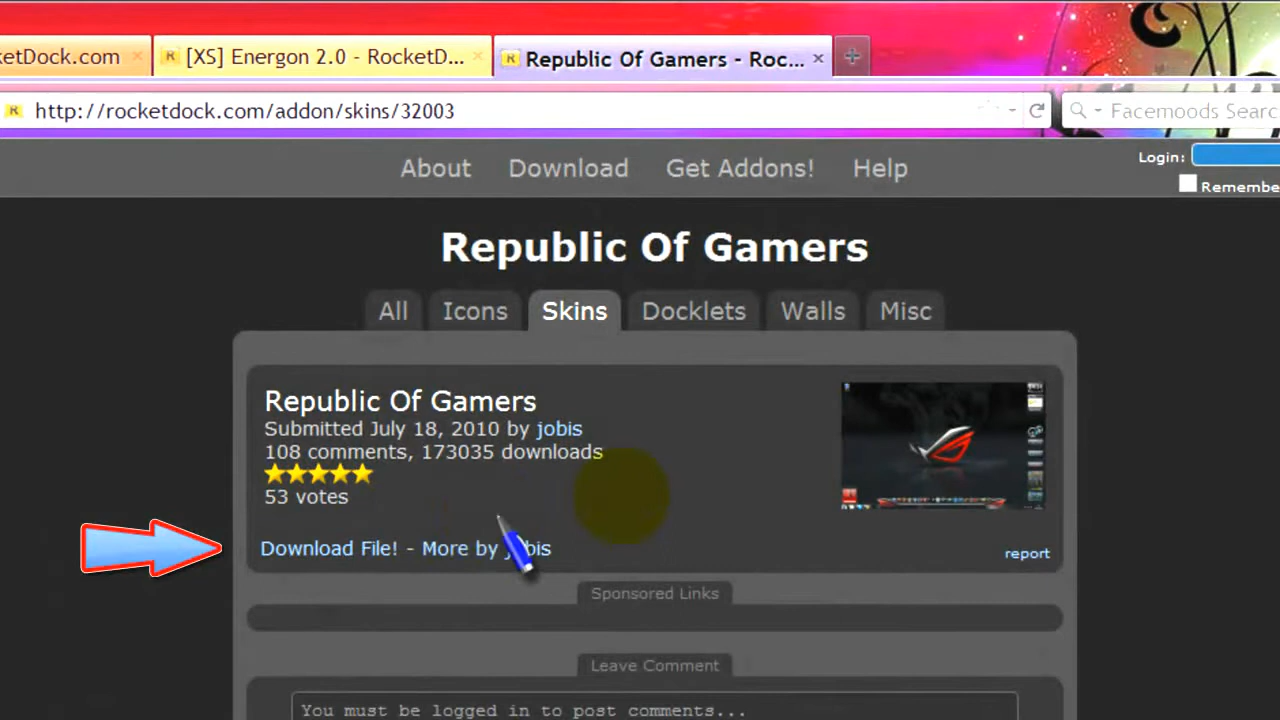 ketDock.com
[XS] Energon 2.0 - RocketD...
Republic Of Gamers - Roc...
http://rocketdock.com/addon/skins/32003
Facemoods Searc
About Download Get Addons! Help
Login:
Remembe
Republic Of Gamers
All Icons Skins Docklets Walls Misc
Republic Of Gamers
Submitted July 18, 2010 by jobis
108 comments, 173035 downloads
53 votes
Download File! - More by jobis
report
Sponsored Links
Leave Comment
You must be logged in to post comments...